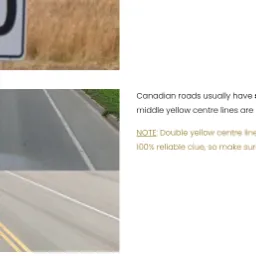 Canadian roads usually have
middle yellow centre lines are
NOTE: Double yellow centre line
100% reliable clue, so make sur